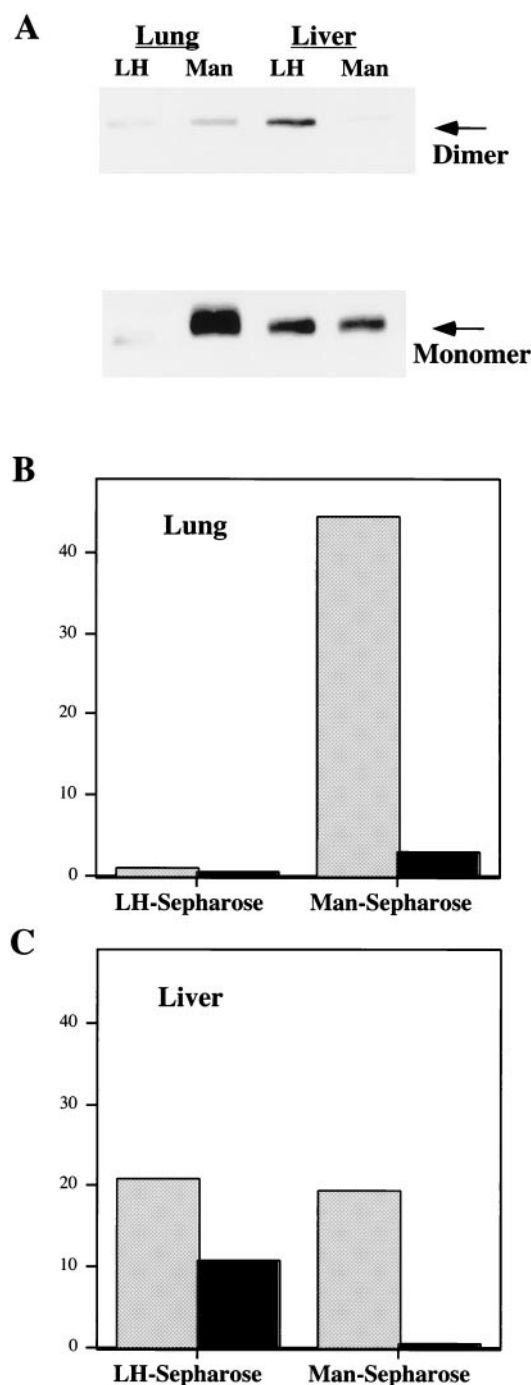 A
Lung Liver
LH Man LH Man
Dimer
Monomer
B
Lung
40
30
20
10
0
LH-Sepharose Man-Sepharose
C
Liver
40
30
20
10
0
LH-Sepharose Man-Sepharose